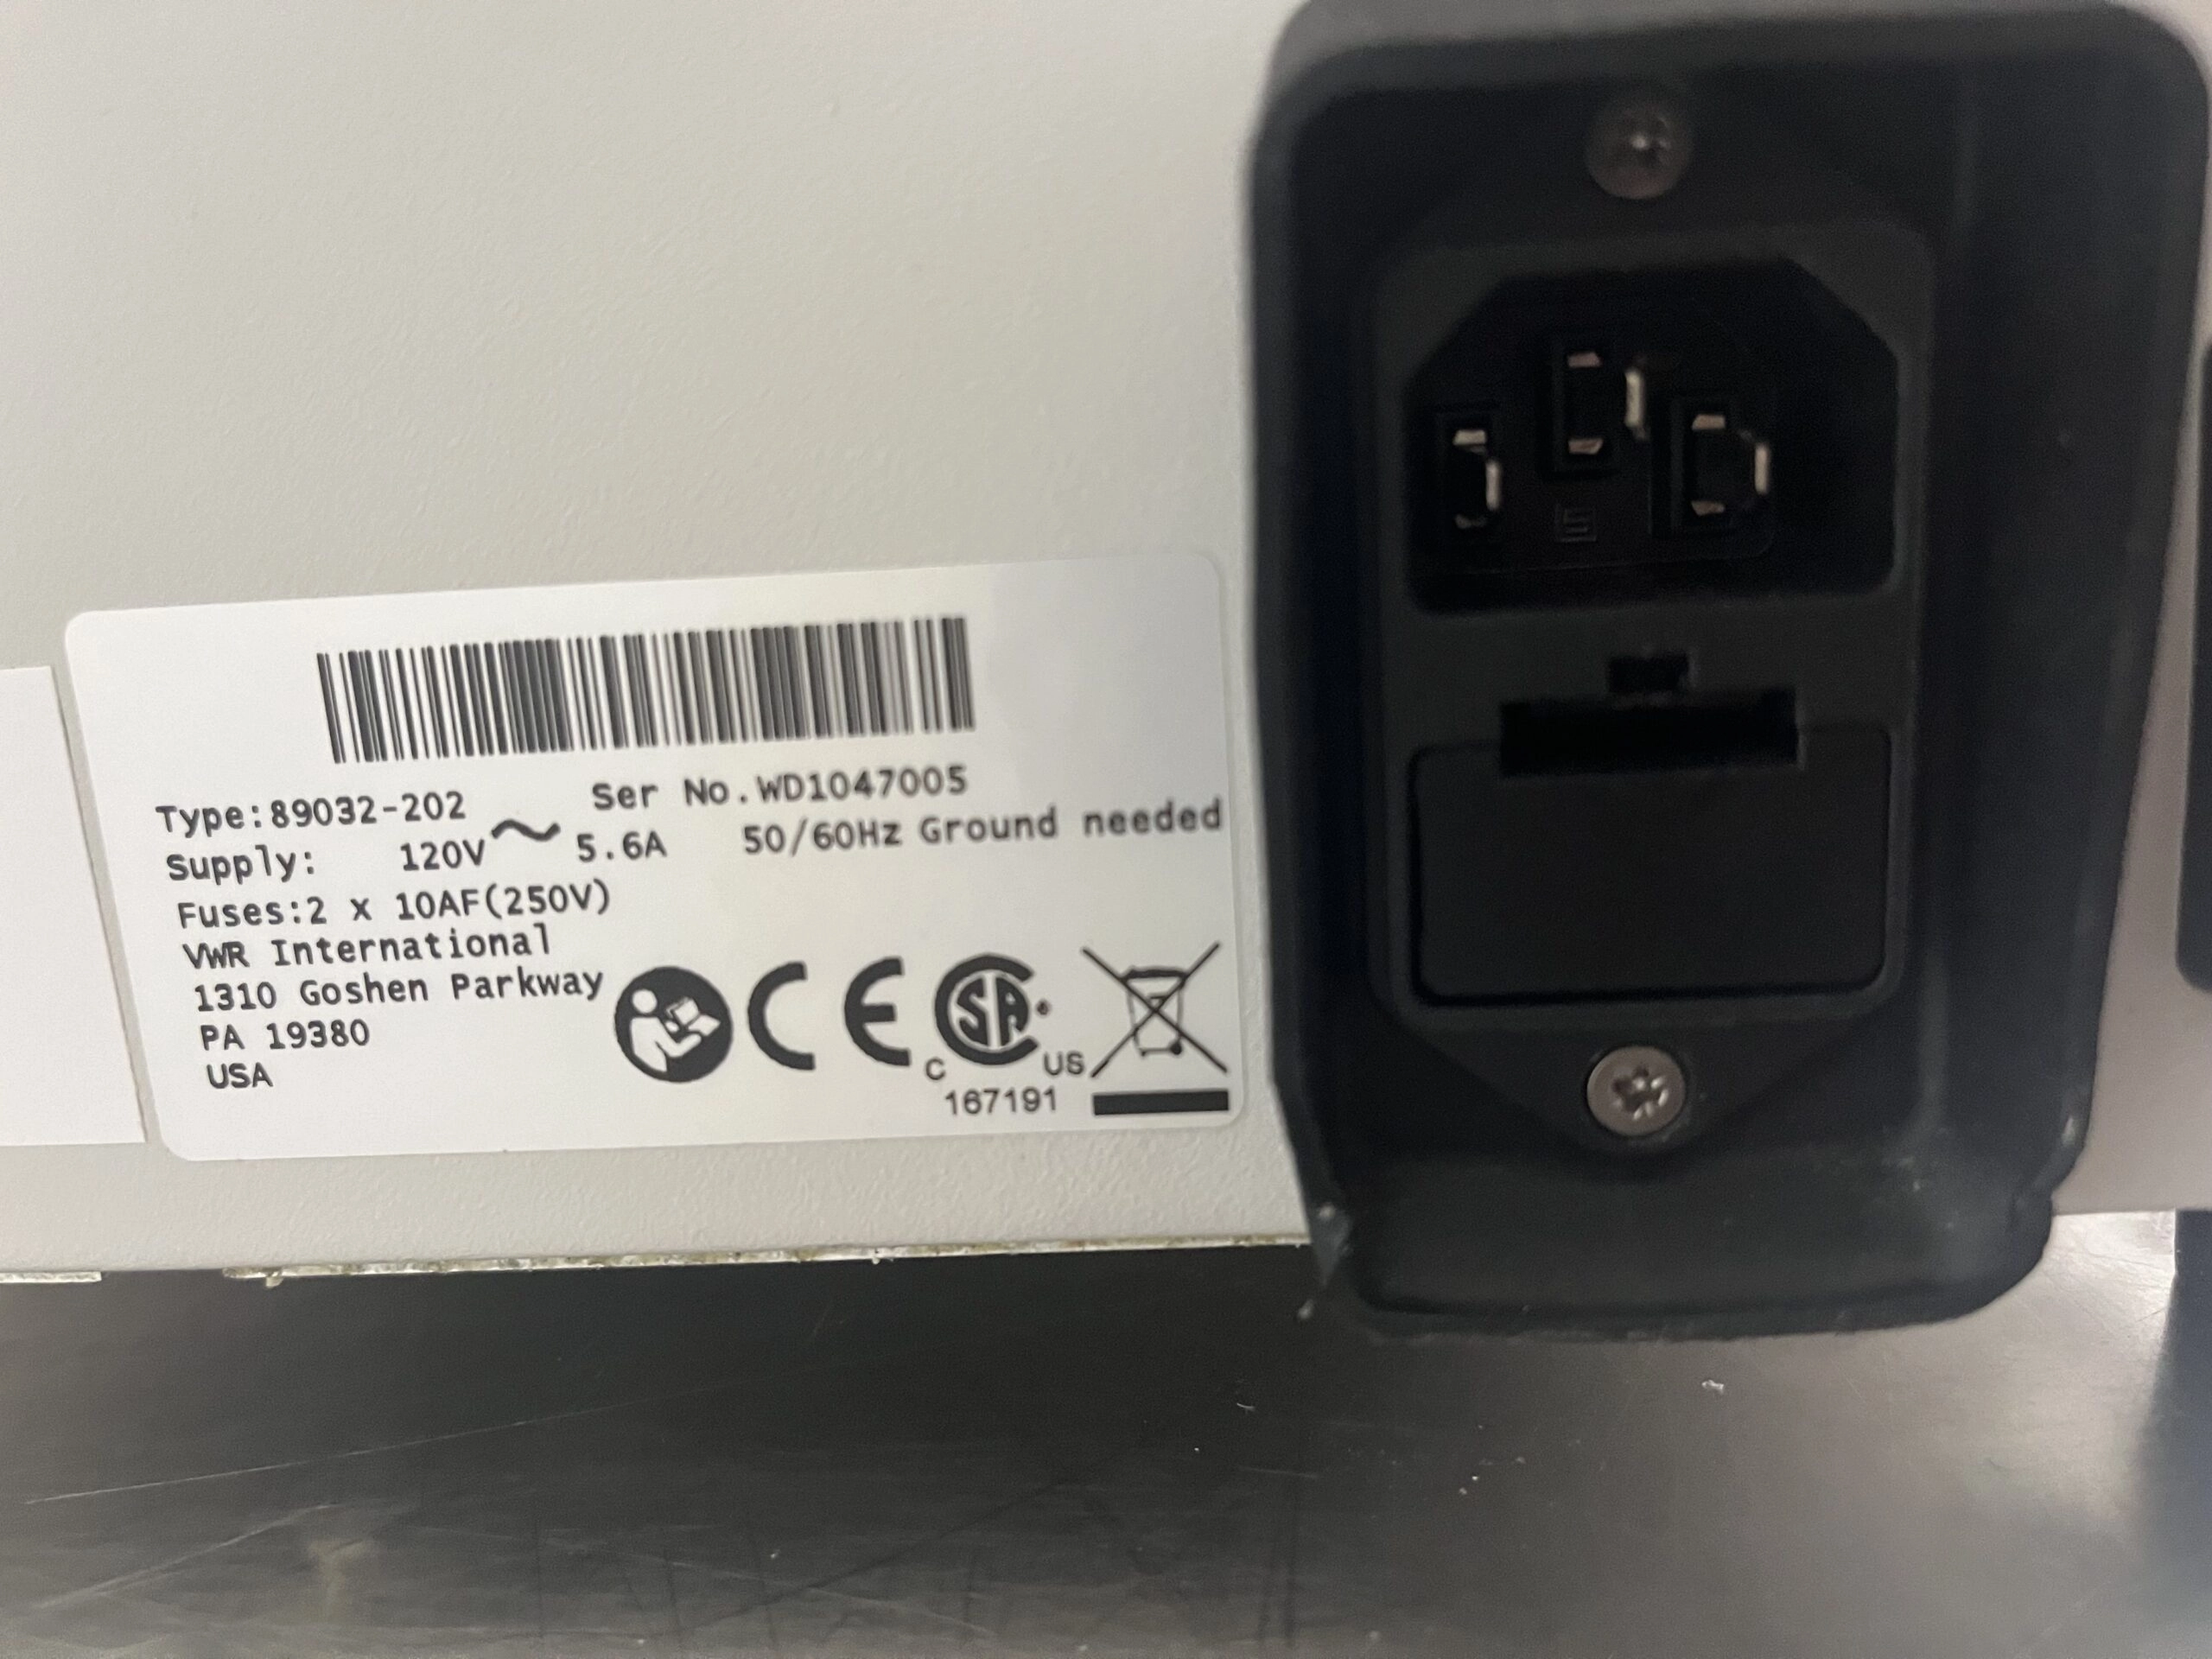 Type:89032-202 Ser No.WD1047005
Supply: 120V ~ 5.6A 50/60Hz Ground needed
Fuses:2 x 10AF(250V)
VWR International
1310 Goshen Parkway
PA 19380
USA
CE
SA
C US
167191